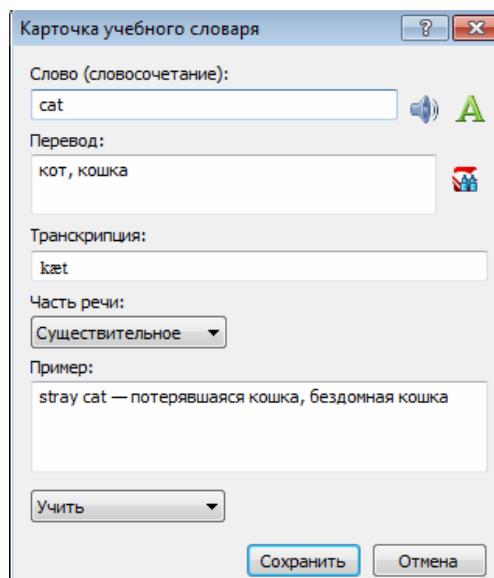 Карточка учебного словаря
Слово (словосочетание):
cat
Перевод:
кот, кошка
Транскрипция:
kæt
Часть речи:
Существительное
Пример:
stray cat — потерявшаяся кошка, бездомная кошка
Учить
Сохранить Отмена